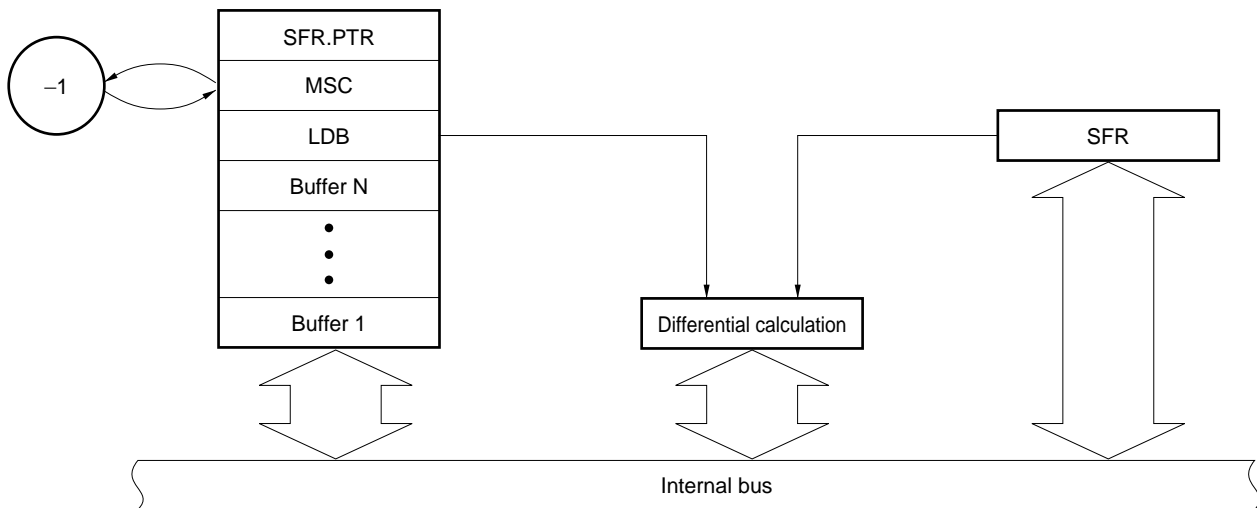 SFR.PTR
−1
MSC
LDB
SFR
Buffer N
Buffer 1
Differential calculation
Internal bus